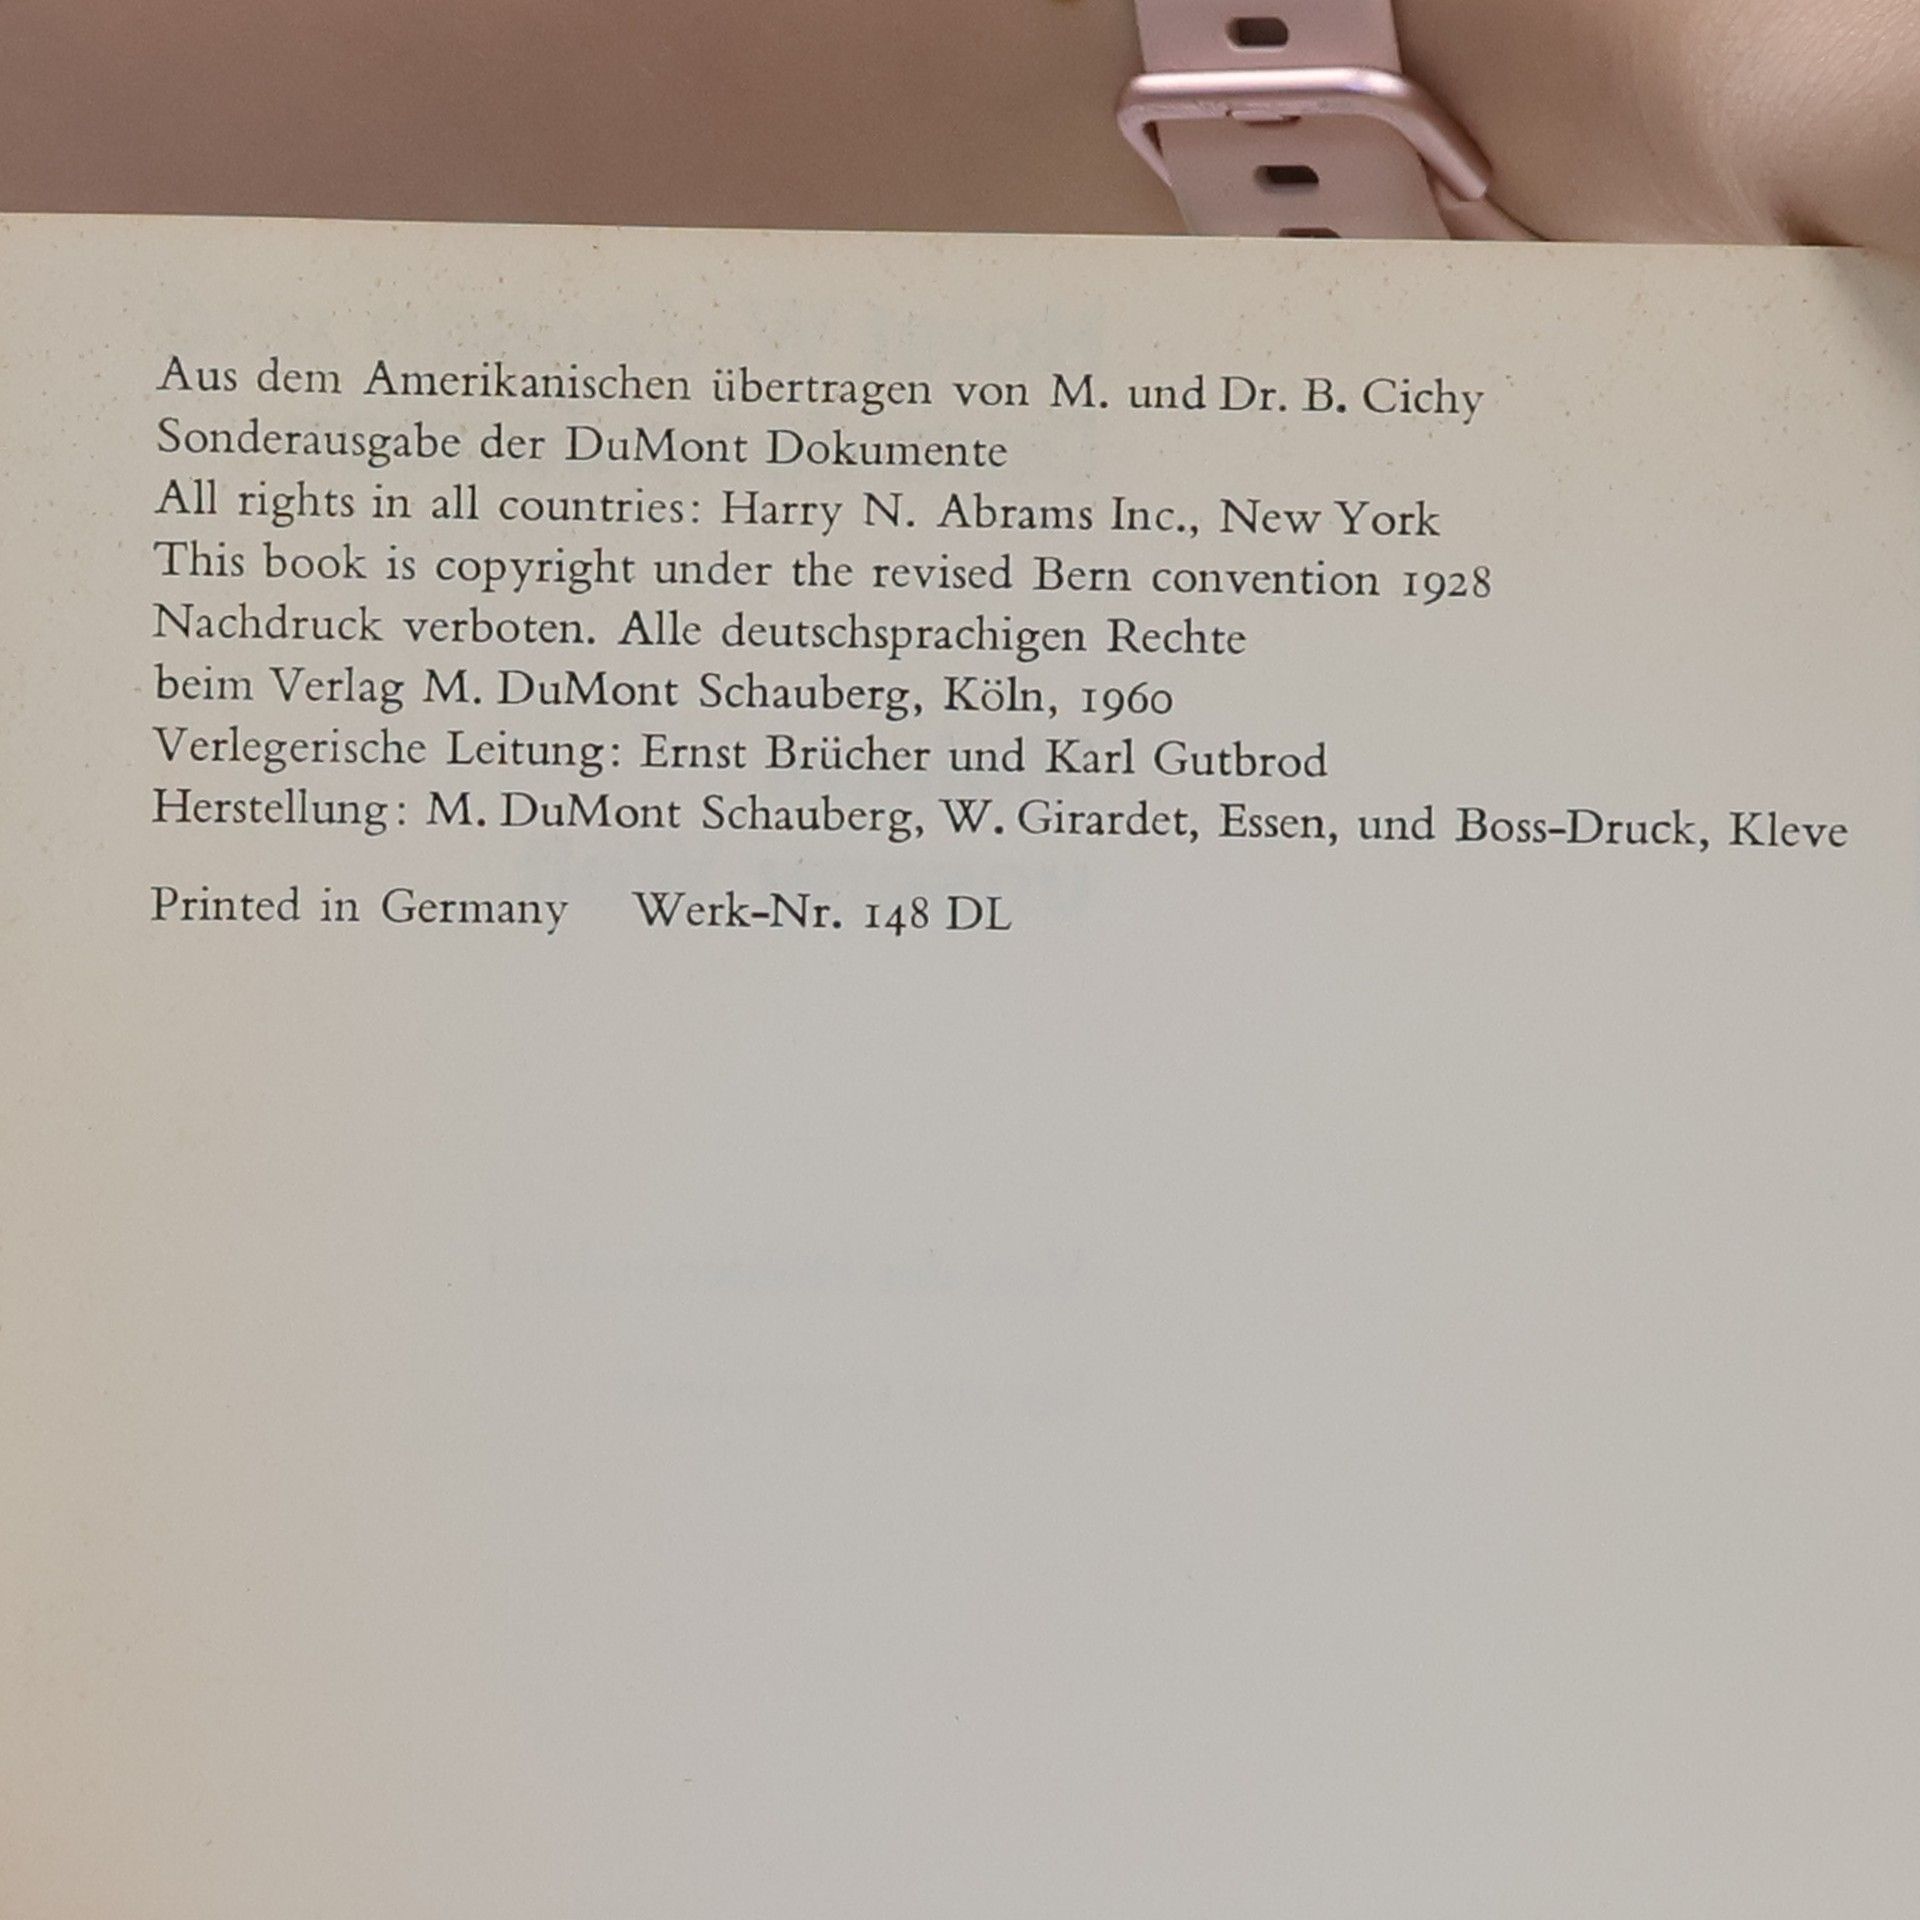 Aus dem Amerikanischen übertragen von M. und Dr. B. Cichy
Sonderausgabe der DuMont Dokumente
All rights in all countries: Harry N. Abrams Inc., New York
This book is copyright under the revised Bern convention 1928
Nachdruck verboten. Alle deutschsprachigen Rechte
beim Verlag M. DuMont Schauberg, Köln, 1960
Verlegerische Leitung: Ernst Brücher und Karl Gutbrod
Herstellung: M. DuMont Schauberg, W. Girardet, Essen, und Boss-Druck, Kleve
Printed in Germany Werk-Nr. 148 DL